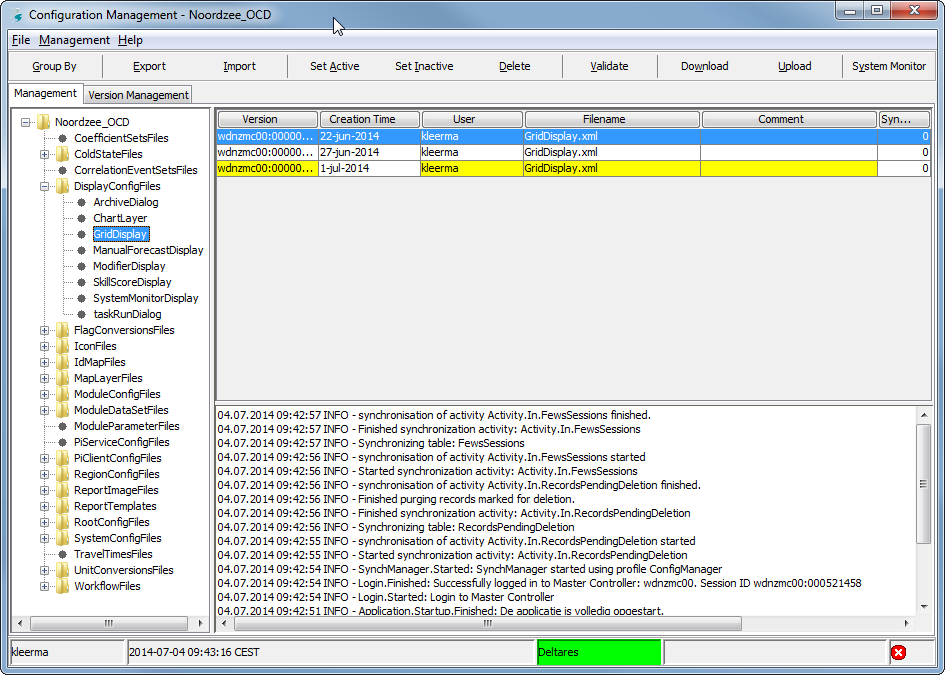 Configuration Management - Noordzee_OCD
File Management Help
Group By Export Import Set Active Set Inactive Delete Validate Download Upload System Monitor
Management Version Management
Noordzee_OCD
CoefficientSetsFiles
ColdStateFiles
CorrelationEventSetsFiles
DisplayConfigFiles
ArchiveDialog
ChartLayer
GridDisplay
ManualForecastDisplay
ModifierDisplay
SkillScoreDisplay
SystemMonitorDisplay
taskRunDialog
FlagConversionsFiles
IconFiles
IdMapFiles
MapLayerFiles
ModuleConfigFiles
ModuleDataSetFiles
ModuleParameterFiles
PiServiceConfigFiles
PiClientConfigFiles
RegionConfigFiles
ReportImageFiles
ReportTemplates
RootConfigFiles
SystemConfigFiles
TravelTimesFiles
UnitConversionsFiles
WorkflowFiles
Version Creation Time User Filename Comment Syn...
wdnzmc00:00000... 22-jun-2014 kleerma GridDisplay.xml 0
wdnzmc00:00000... 27-jun-2014 kleerma GridDisplay.xml 0
wdnzmc00:00000... 1-jul-2014 kleerma GridDisplay.xml 0
04.07.2014 09:42:57 INFO - synchronisation of activity Activity.In.FewsSessions finished.
04.07.2014 09:42:57 INFO - Finished synchronization activity: Activity.In.FewsSessions
04.07.2014 09:42:57 INFO - Synchronizing table: FewsSessions
04.07.2014 09:42:56 INFO - synchronisation of activity Activity.In.FewsSessions started
04.07.2014 09:42:56 INFO - Started synchronization activity: Activity.In.FewsSessions
04.07.2014 09:42:56 INFO - synchronisation of activity Activity.In.RecordsPendingDeletion finished.
04.07.2014 09:42:56 INFO - Finished purging records marked for deletion.
04.07.2014 09:42:56 INFO - Finished synchronization activity: Activity.In.RecordsPendingDeletion
04.07.2014 09:42:56 INFO - Synchronizing table: RecordsPendingDeletion
04.07.2014 09:42:55 INFO - synchronisation of activity Activity.In.RecordsPendingDeletion started
04.07.2014 09:42:55 INFO - Started synchronization activity: Activity.In.RecordsPendingDeletion
04.07.2014 09:42:54 INFO - SynchManager.Started: SynchManager started using profile ConfigManager
04.07.2014 09:42:54 INFO - Login.Finished: Successfully logged in to Master Controller: wdnzmc00. Session ID wdnzmc00:000521458
04.07.2014 09:42:54 INFO - Login.Started: Login to Master Controller
04.07.2014 09:42:51 INFO - Application.Startup.Finished: De applicatie is volledig opgestart.
kleerma 2014-07-04 09:43:16 CEST Deltares